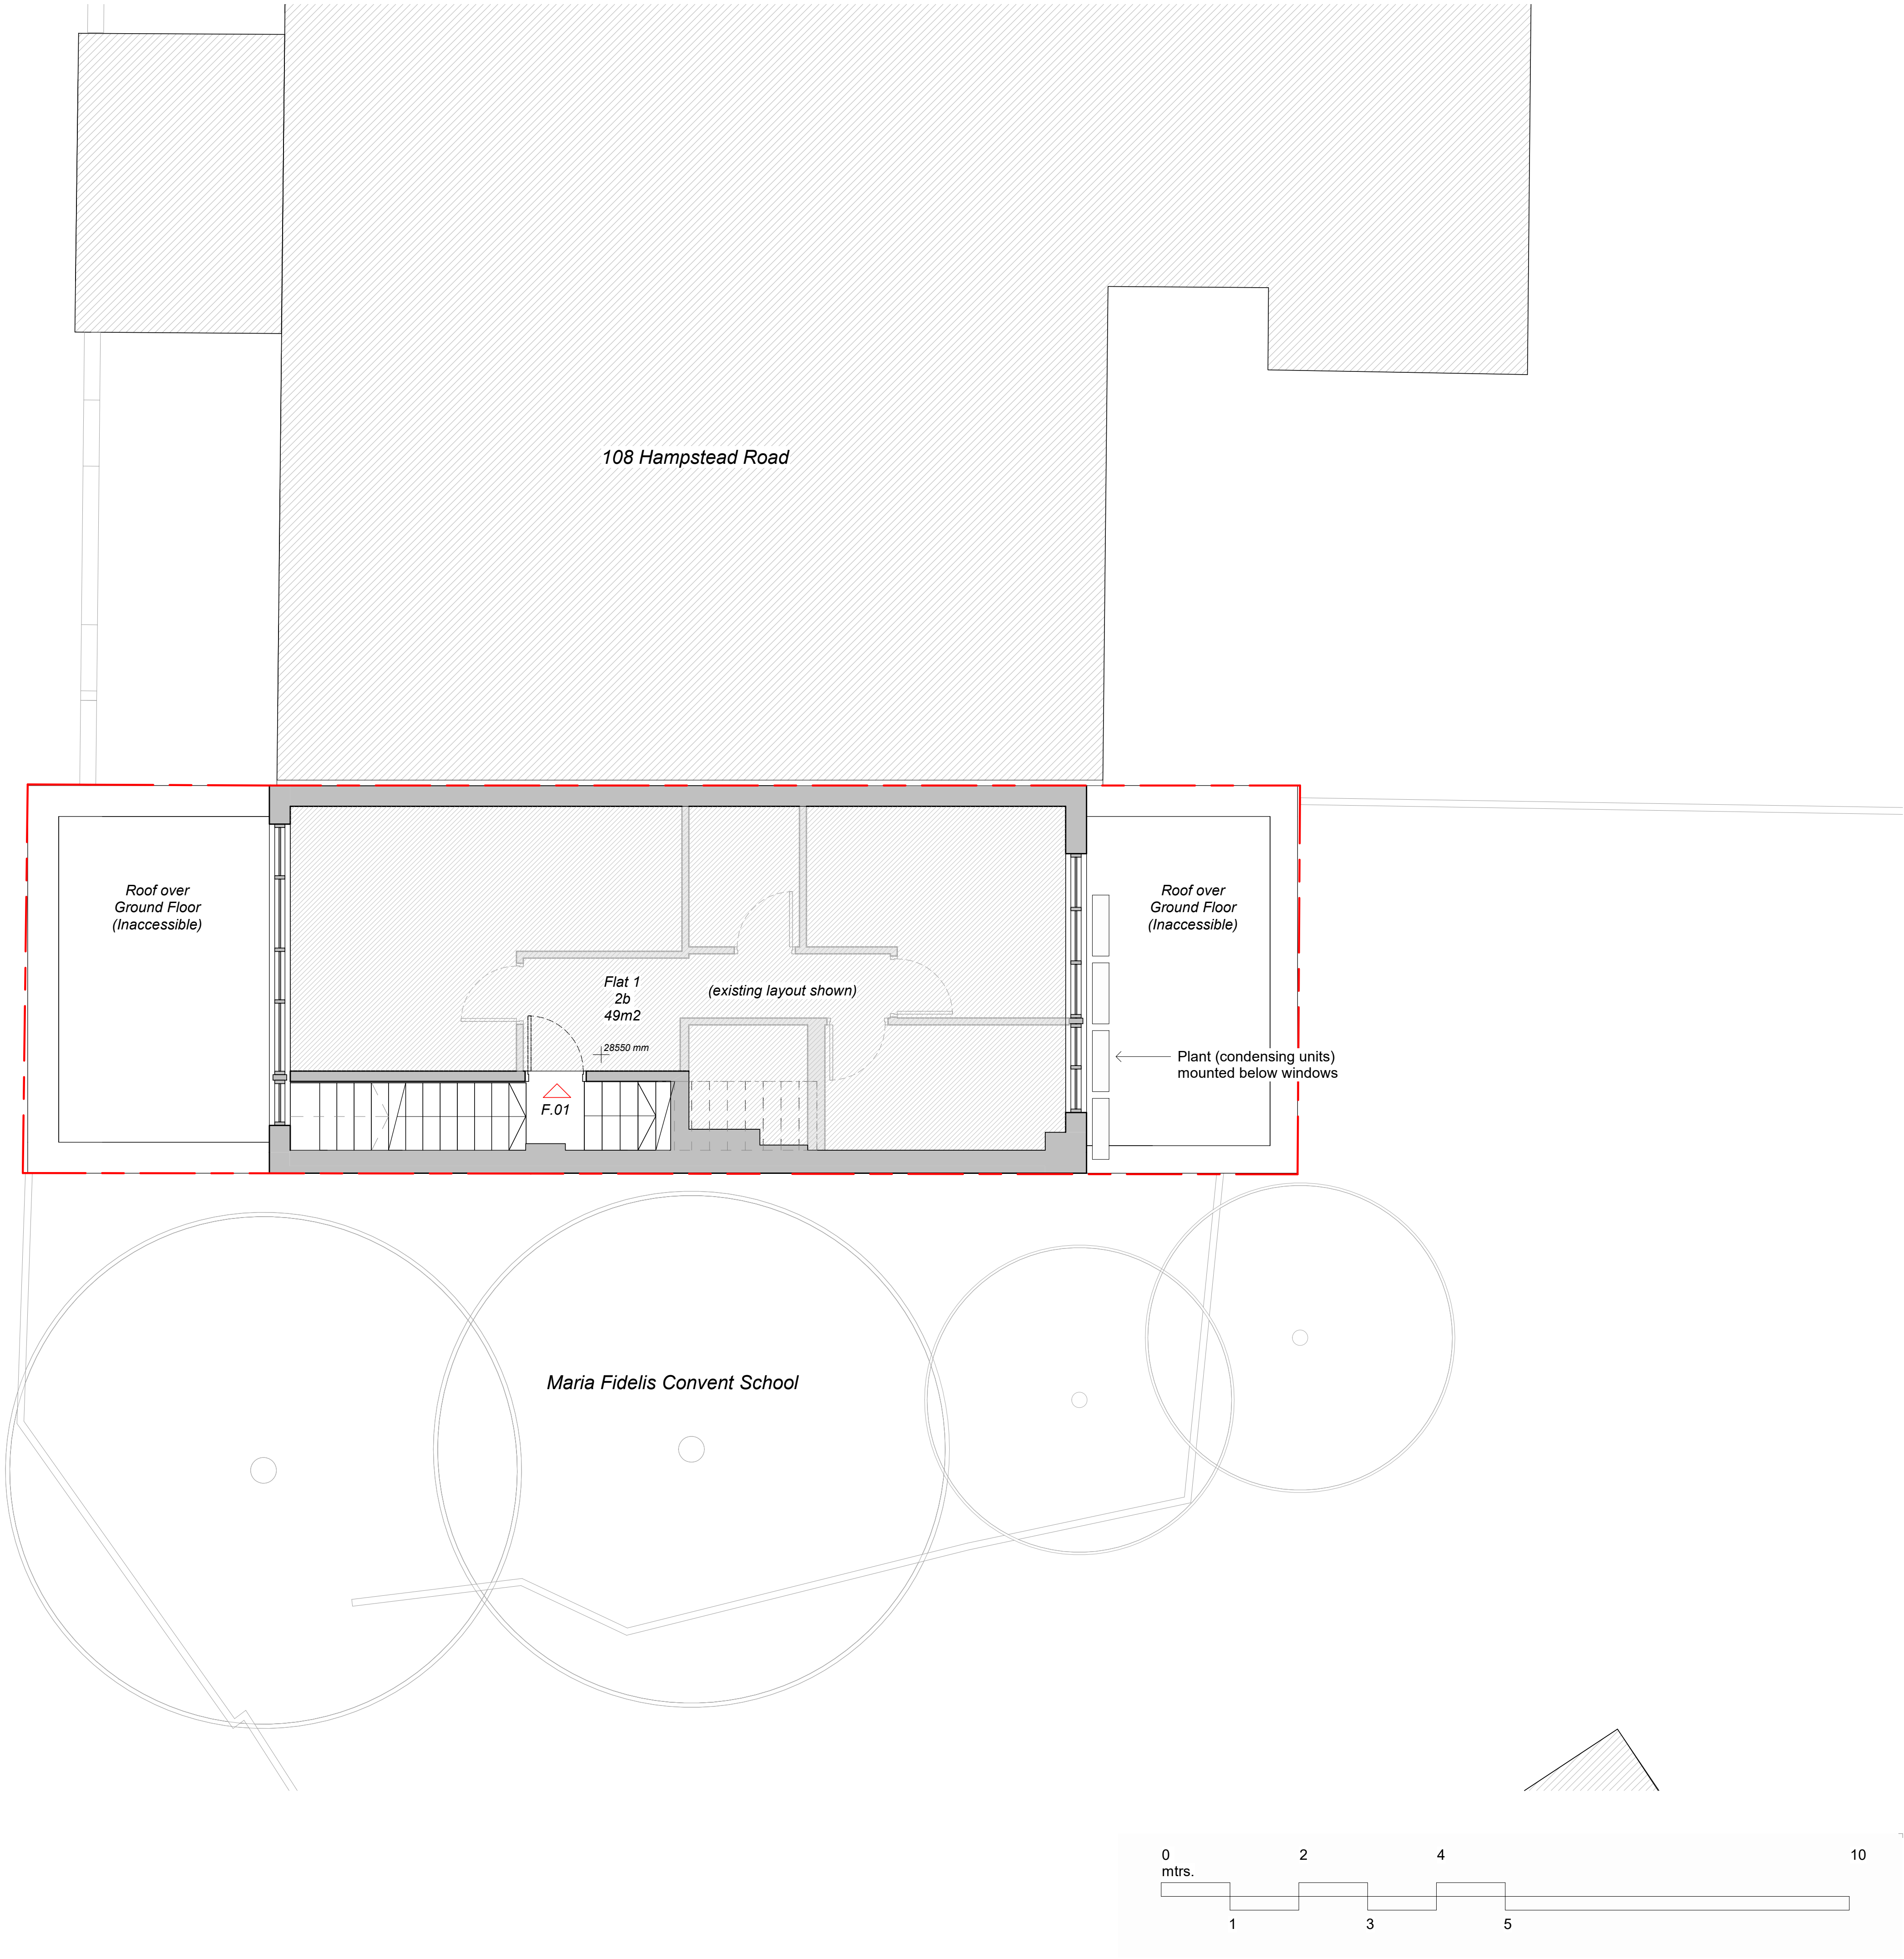 108 Hampstead Road
Roof over
Ground Floor
(Inaccessible)
Roof over
Ground Floor
(Inaccessible)
Flat 1
2b
49m2
(existing layout shown)
28550 mm
Plant (condensing units)
mounted below windows
F.01
Maria Fidelis Convent School
0 2 4 10
mtrs.
1 3 5